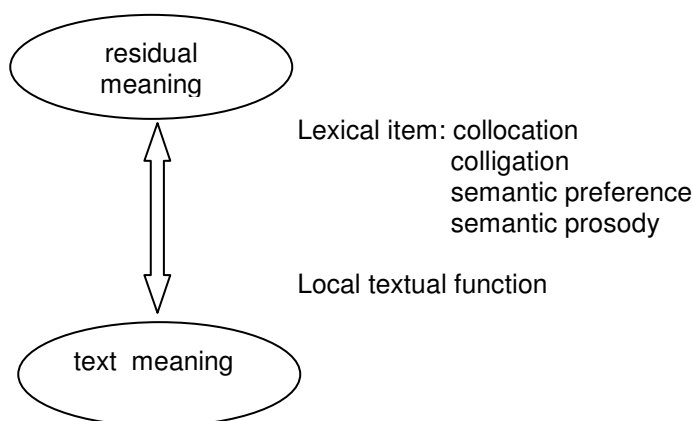 residual
meaning
Lexical item: collocation
colligation
semantic preference
semantic prosody
Local textual function
text meaning